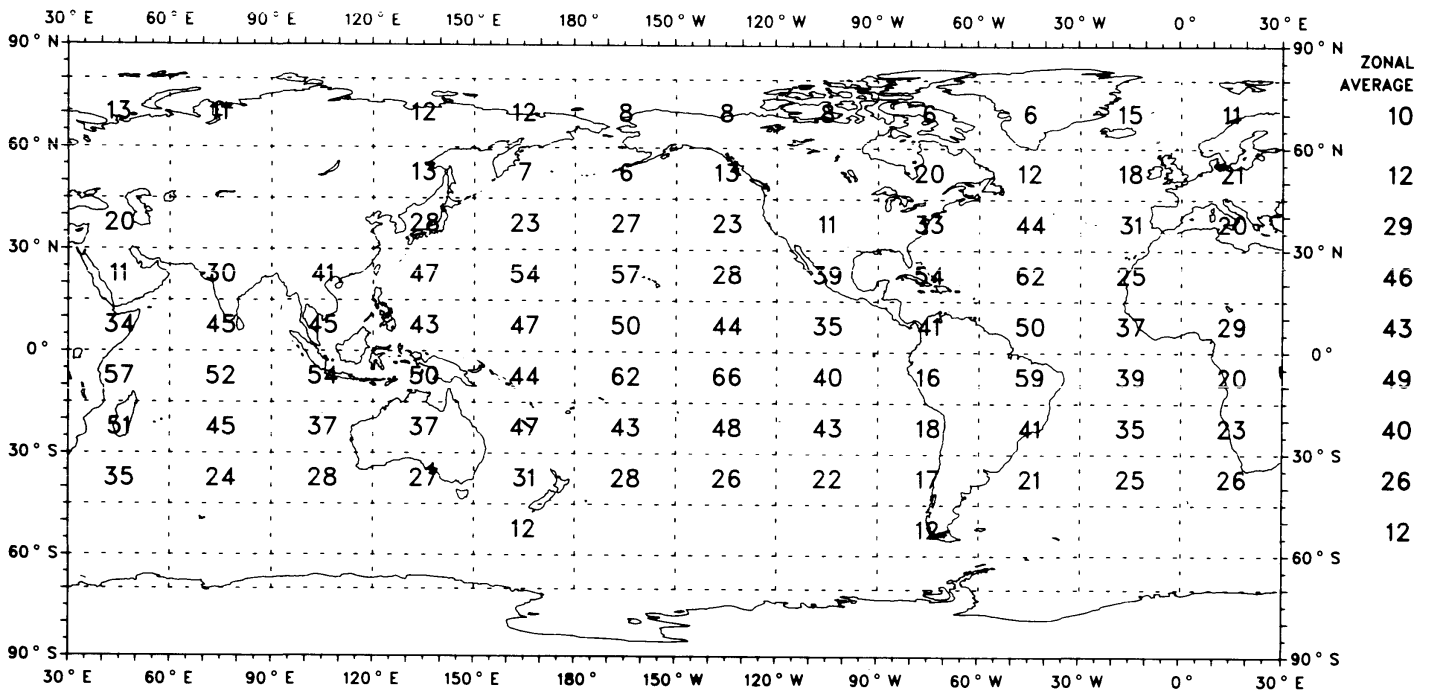 30° E 60° E 90° E 120° E 150° E 180° 150° W 120° W 90° W 60° W 30° W 0° 30° E
90° N 90° N
ZONAL
AVERAGE
13 11 12 12 8 8 8 6 6 15 11 10
60° N 60° N
13 7 6 13 20 12 18 21 12
20 28 23 27 23 11 33 44 31 20 29
30° N 30° N
11 30 41 47 54 57 28 39 54 62 25 46
34 45 45 43 47 50 44 35 41 50 37 29 43
0° 0°
57 52 54 50 44 62 66 40 16 59 39 20 49
51 45 37 37 47 43 48 43 18 41 35 23 40
30° S 30° S
35 24 28 27 31 28 26 22 17 21 25 26 26
12 12 12
60° S 60° S
90° S 90° S
30° E 60° E 90° E 120° E 150° E 180° 150° W 120° W 90° W 60° W 30° W 0° 30° E